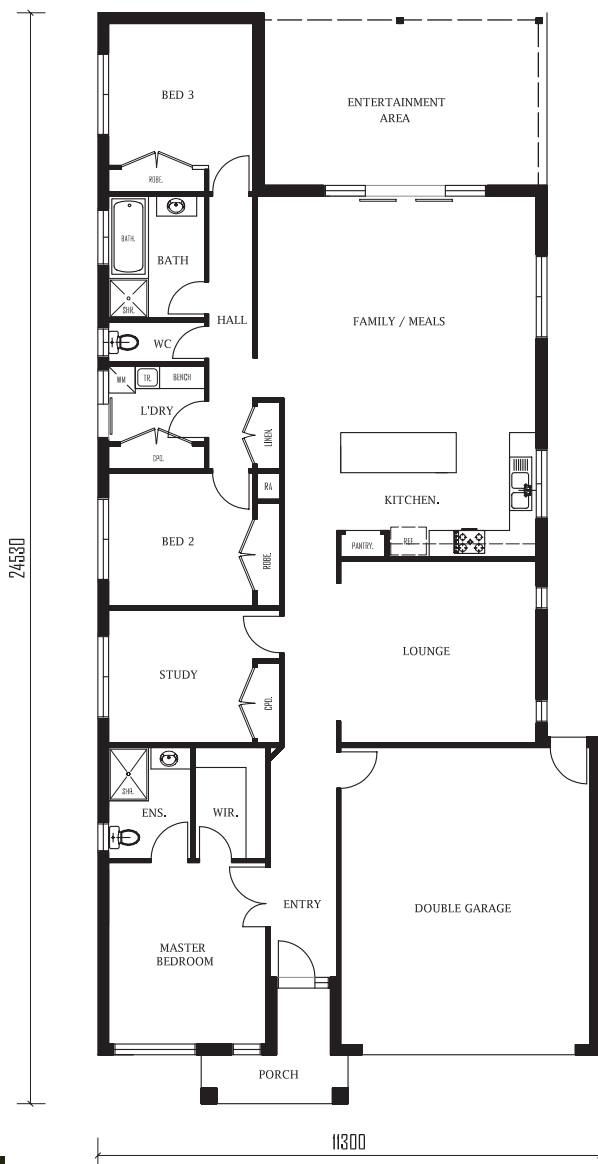 BED 3
ENTERTAINMENT
AREA
ROBE.
BATH.
BATH
SHR.
HALL
FAMILY / MEALS
WC
WM
TR.
BENCH
L'DRY
LINEN.
CPD.
RA
KITCHEN.
BED 2
ROBE.
PANTRY.
REF.
24530
STUDY
LOUNGE
CPD.
SHR.
ENS.
WIR.
ENTRY
DOUBLE GARAGE
MASTER
BEDROOM
PORCH
11300